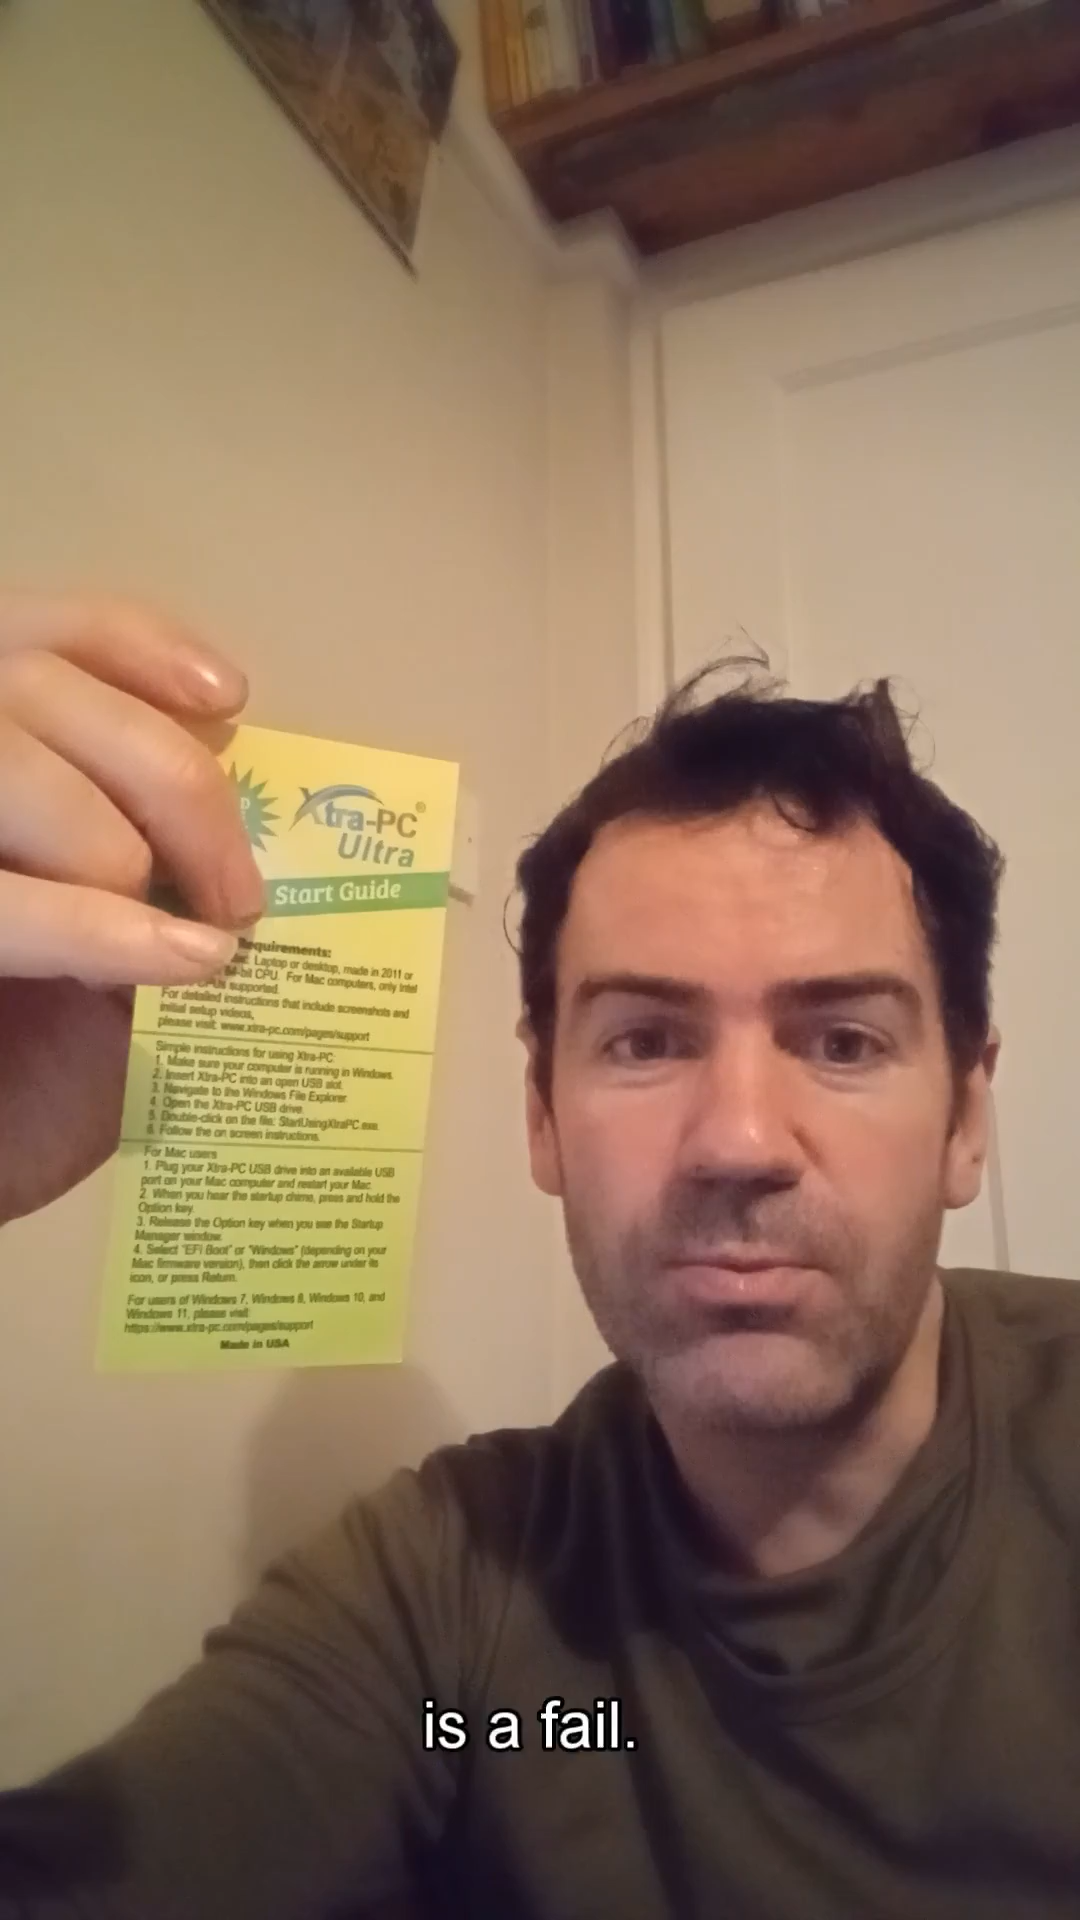 Xtra-PC®
Ultra
Start Guide
Requirements:
Laptop or desktop, made in 2011 or
64-bit CPU. For Mac computers, only Intel
CPUs supported.
For detailed instructions that include screenshots and
initial setup videos,
please visit: www.xtra-pc.com/pages/support
Simple instructions for using Xtra-PC
1. Make sure your computer is running in Windows.
2. Insert Xtra-PC into an open USB slot.
3. Navigate to the Windows File Explorer
4. Open the Xtra-PC USB drive
5. Double-click on the file: StartUsingXtraPC.exe
6. Follow the on screen instructions.
For Mac users
1. Plug your Xtra-PC USB drive into an available USB
port on your Mac computer and restart your Mac
2. When you hear the startup chime, press and hold the
Option key.
3. Release the Option key when you see the Startup
Manager window.
4. Select "EFI Boot" or "Windows" (depending on your
Mac firmware version), then click the arrow under its
icon, or press Return.
For users of Windows 7, Windows 8, Windows 10, and
Windows 11, please visit:
https://www.xtra-pc.com/pages/support
Made in USA
is a fail.